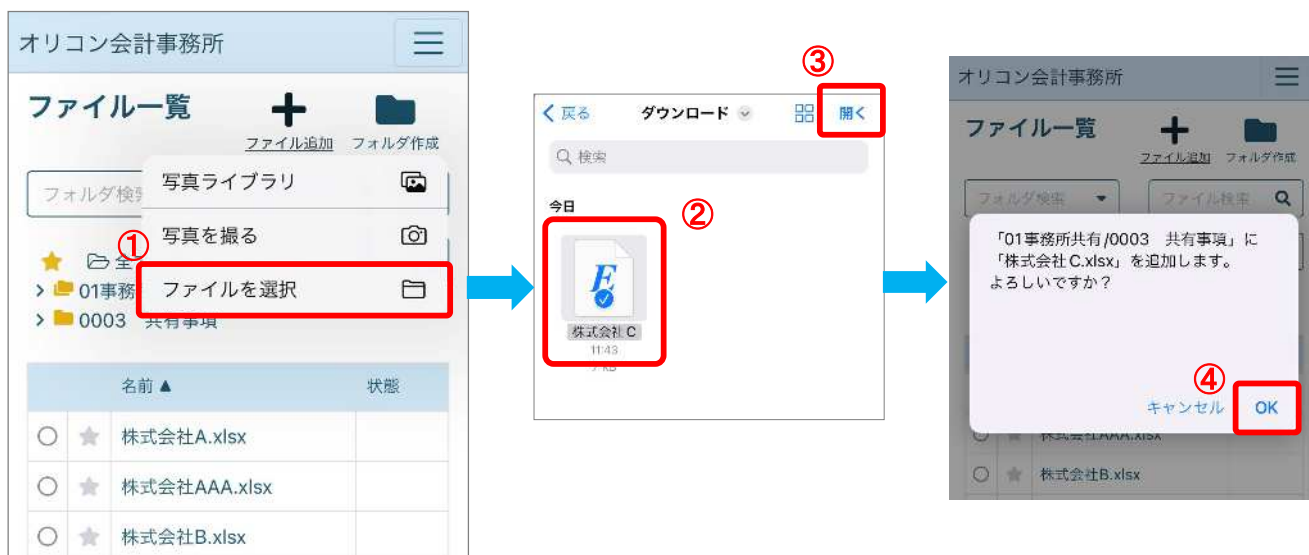 オリコン会計事務所
ファイル一覧
ファイル追加 フォルダ作成
フォルダ検
写真ライブラリ
写真を撮る
①
全
01事務
ファイルを選択
0003 共有事項
名前▲ 状態
株式会社A.xlsx
株式会社AAA.xlsx
株式会社B.xlsx
③
戻る ダウンロード 開く
検索
今日
②
株式会社 C
11:43
7 KB
オリコン会計事務所
ファイル一覧
ファイル追加 フォルダ作成
フォルダ検索 ファイル検索
「01事務所共有/0003 共有事項」に
「株式会社C.xlsx」を追加します。
よろしいですか?
④
キャンセル OK
株式会社AAA.xlsx
株式会社B.xlsx